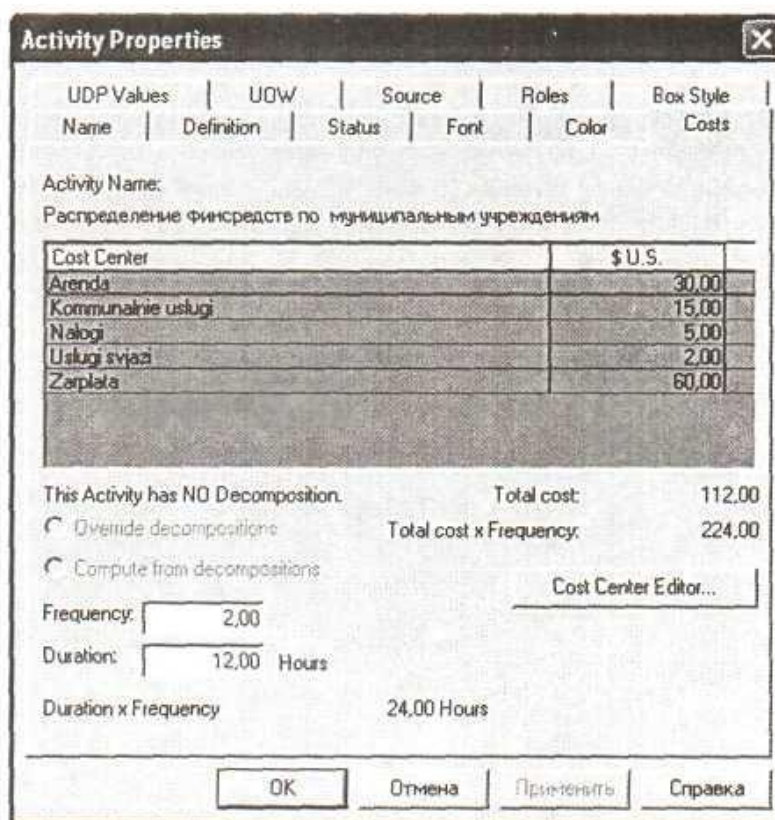 Activity Properties
UDP Values UOW Source Roles Box Style
Name Definition Status Font Color Costs
Activity Name:
Распределение финсредств по муниципальным учреждениям
Cost Center $ U.S.
Arenda 30,00
Kommunalnie uslugi 15,00
Nalogi 5,00
Uslugi svjazi 2,00
Zarplata 60,00
This Activity has NO Decomposition. Total cost: 112,00
Override decompositions Total cost x Frequency: 224,00
Compute from decompositions
Cost Center Editor...
Frequency: 2,00
Duration: 12,00 Hours
Duration x Frequency 24,00 Hours
OK Отмена Применить Справка